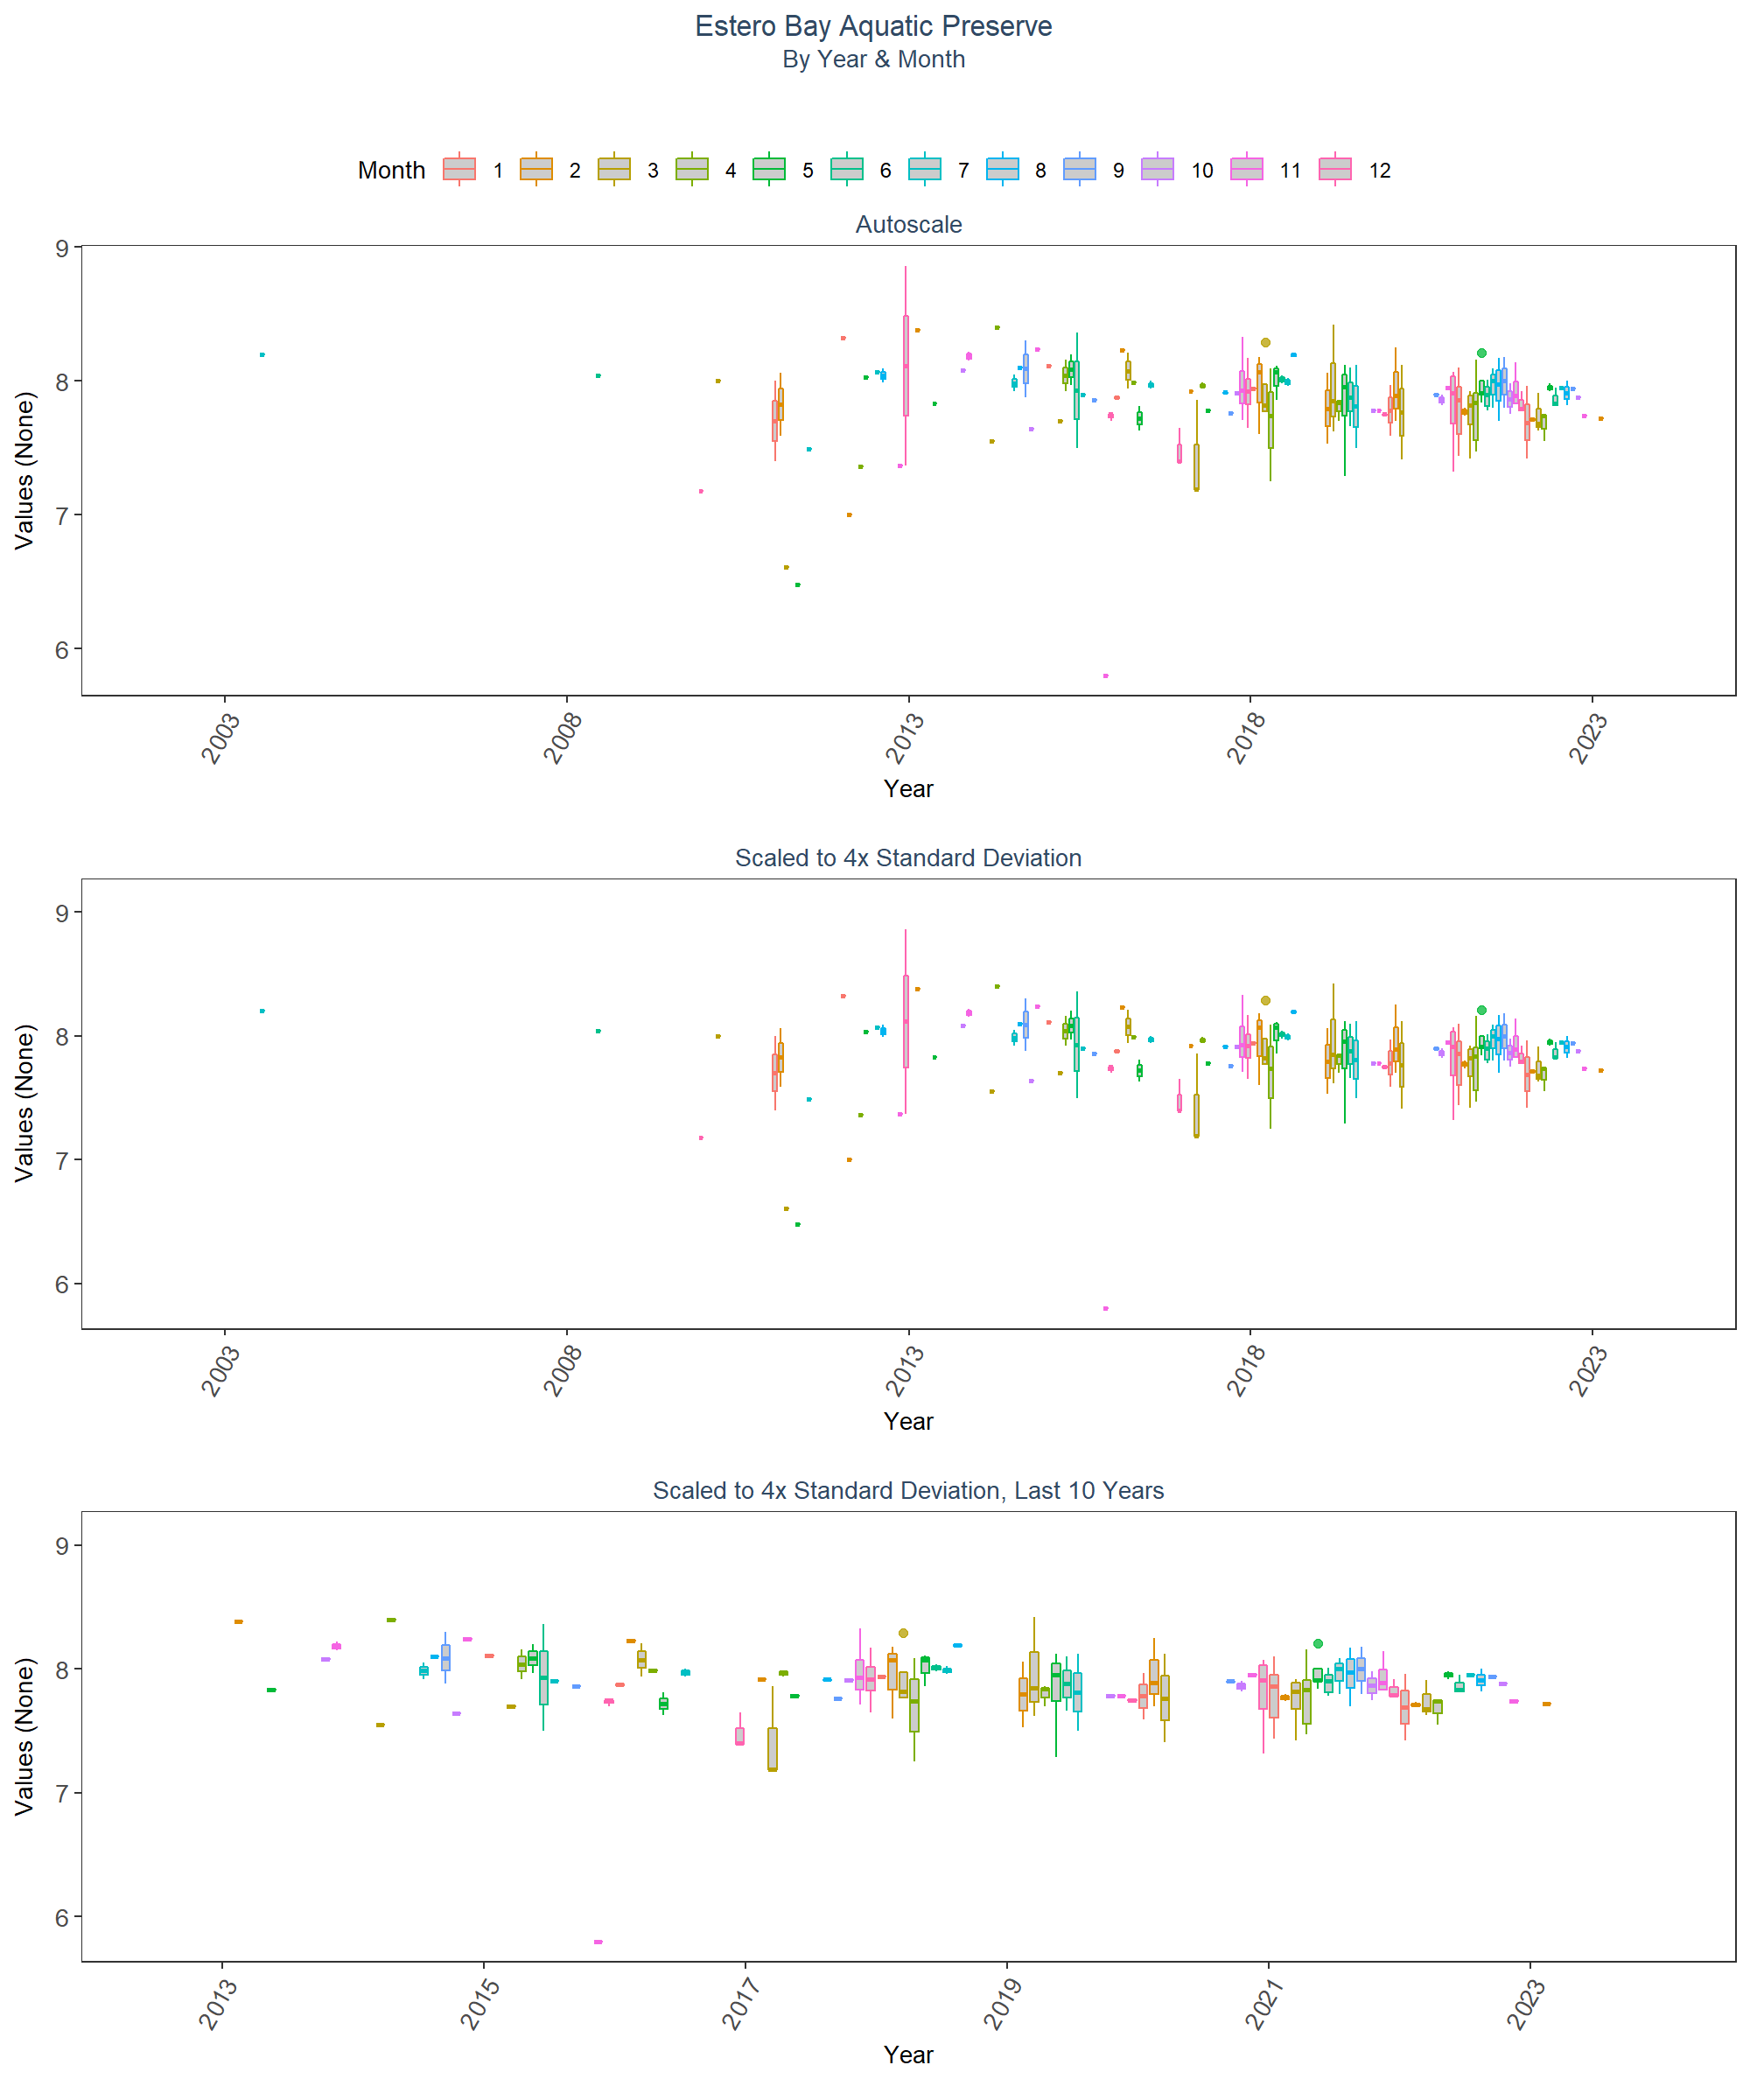 Estero Bay Aquatic Preserve
By Year & Month
Month 1 2 3 4 5 6 7 8 9 10 11 12
Autoscale
9
8
7
6
Values (None)
2003 2008 2013 2018 2023
Year
Scaled to 4x Standard Deviation
9
8
7
6
Values (None)
2003 2008 2013 2018 2023
Year
Scaled to 4x Standard Deviation, Last 10 Years
9
8
7
6
Values (None)
2013 2015 2017 2019 2021 2023
Year